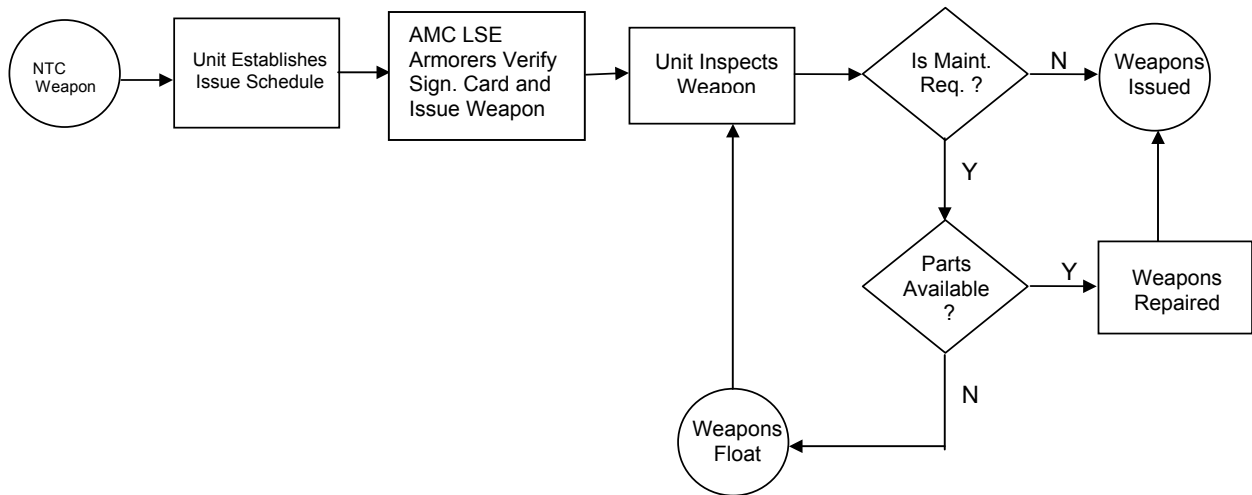 NTC
Weapon
Unit Establishes
Issue Schedule
AMC LSE
Armorers Verify
Sign. Card and
Issue Weapon
Unit Inspects
Weapon
Is Maint.
Req. ?
N
Weapons
Issued
Y
Parts
Available
?
Y
Weapons
Repaired
N
Weapons
Float